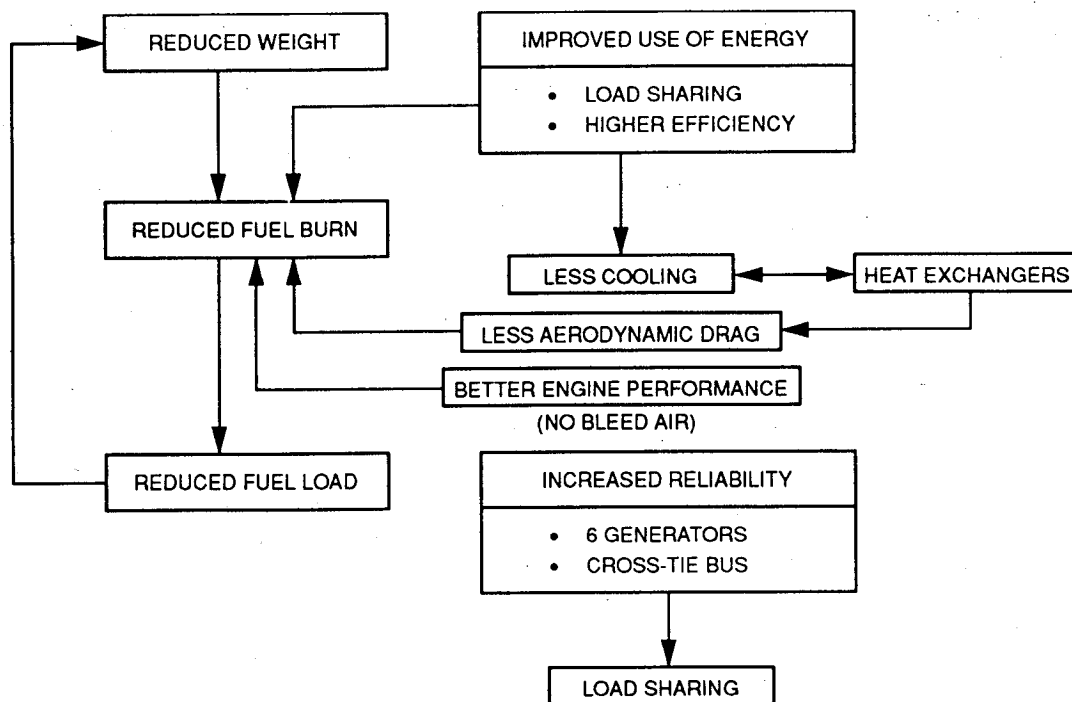 REDUCED WEIGHT
IMPROVED USE OF ENERGY
• LOAD SHARING
• HIGHER EFFICIENCY
REDUCED FUEL BURN
LESS COOLING
HEAT EXCHANGERS
LESS AERODYNAMIC DRAG
BETTER ENGINE PERFORMANCE
(NO BLEED AIR)
REDUCED FUEL LOAD
INCREASED RELIABILITY
• 6 GENERATORS
• CROSS-TIE BUS
LOAD SHARING